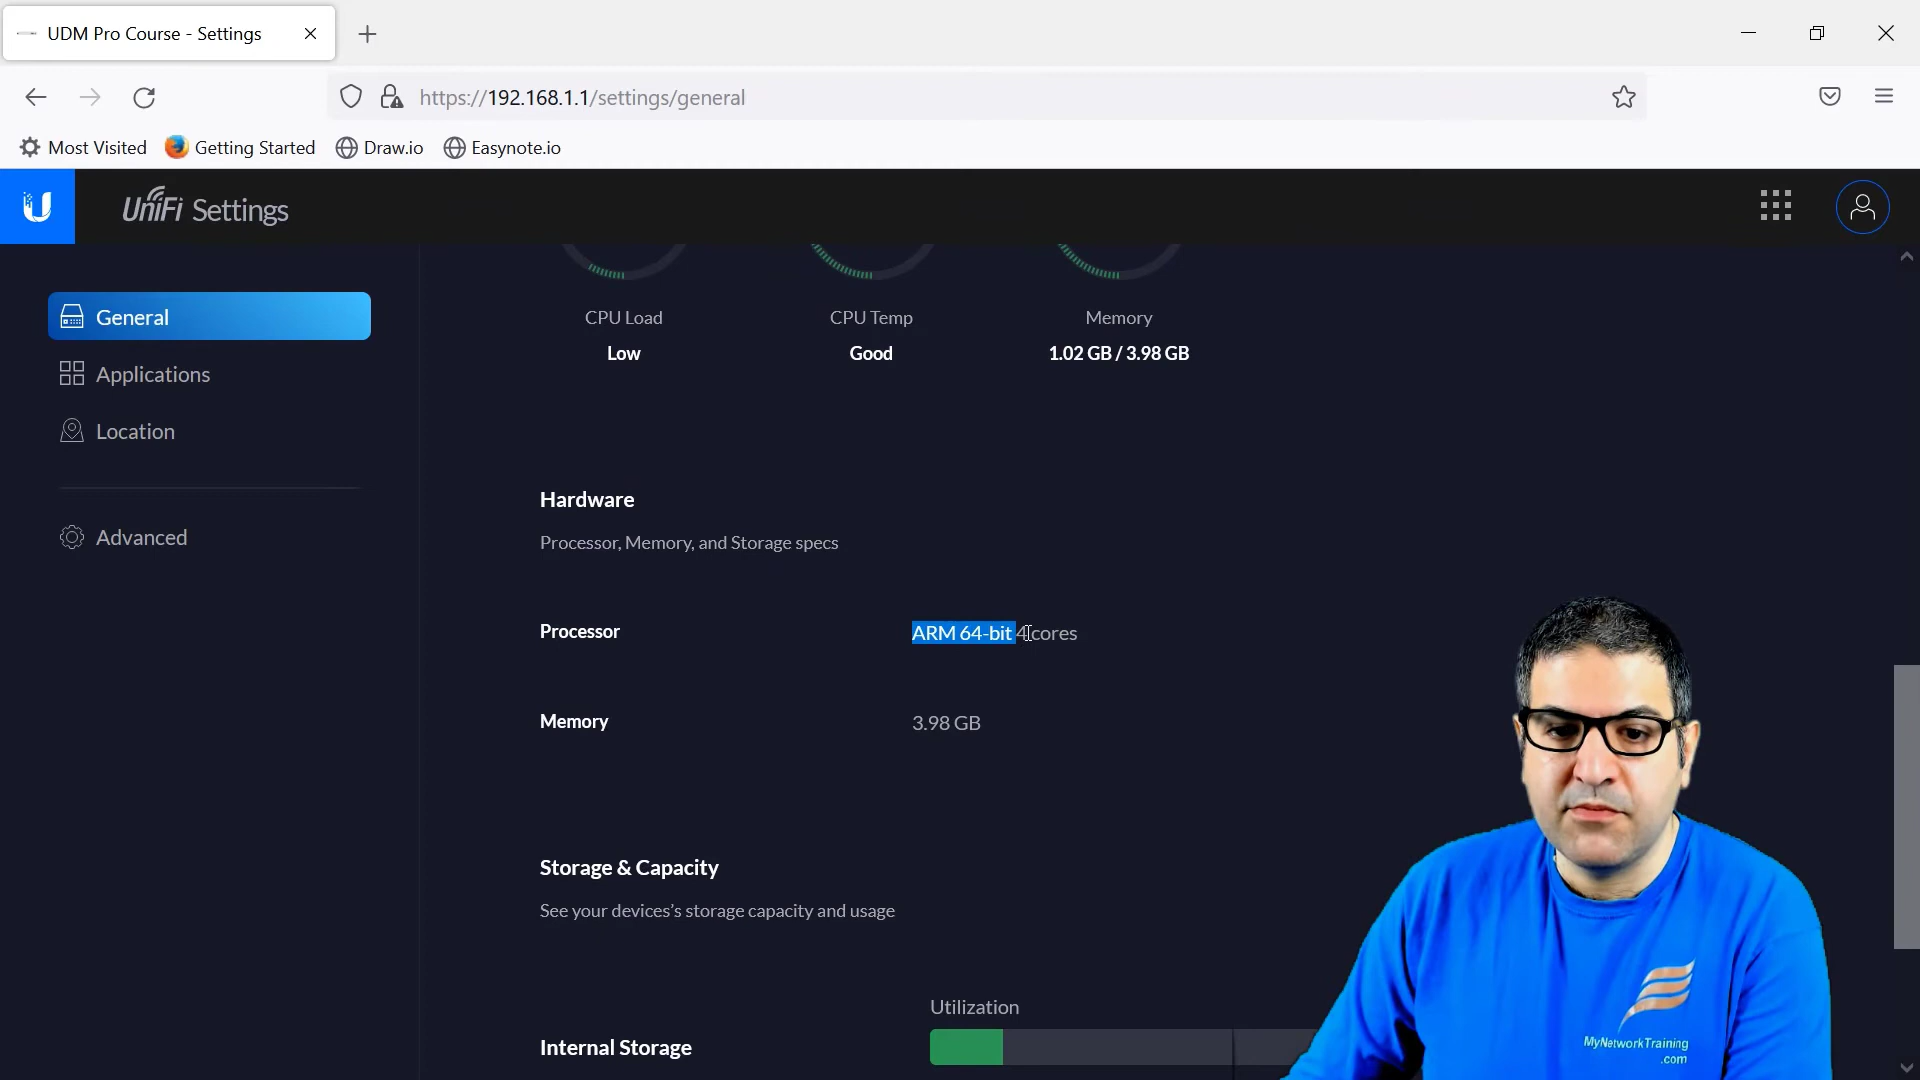 UDM Pro Course - Settings
https://192.168.1.1/settings/general
Most Visited
Getting Started
Draw.io
Easynote.io
UniFi Settings
General
Applications
Location
Advanced
CPU Load
Low
CPU Temp
Good
Memory
1.02 GB / 3.98 GB
Hardware
Processor, Memory, and Storage specs
Processor
ARM 64-bit 4 cores
Memory
3.98 GB
Storage & Capacity
See your devices's storage capacity and usage
Utilization
Internal Storage
MyNetworkTraining
.com